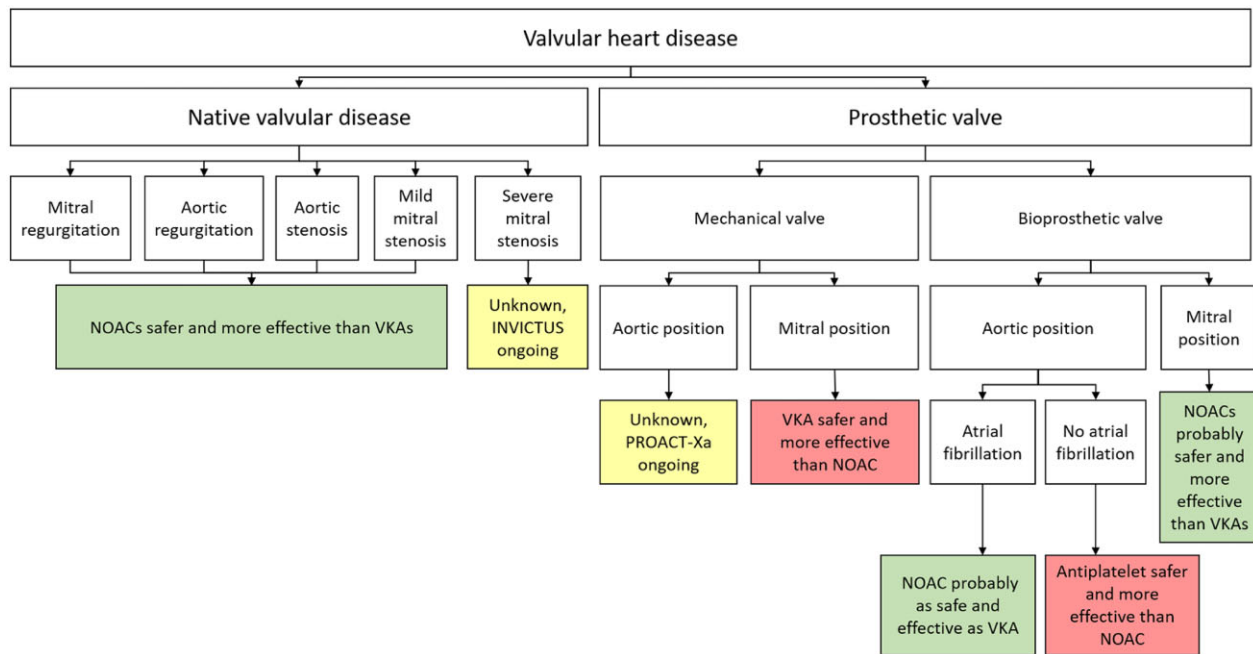 Valvular heart disease
Native valvular disease
Prosthetic valve
Mitral
regurgitation
Aortic
regurgitation
Aortic
stenosis
Mild
mitral
stenosis
Severe
mitral
stenosis
Mechanical valve
Bioprosthetic valve
NOACs safer and more effective than VKAs
Unknown,
INVICTUS
ongoing
Aortic position
Mitral position
Aortic position
Mitral
position
Unknown,
PROACT-Xa
ongoing
VKA safer and
more effective
than NOAC
Atrial
fibrillation
No atrial
fibrillation
NOACs
probably
safer and
more
effective
than VKAs
NOAC probably
as safe and
effective as VKA
Antiplatelet safer
and more
effective than
NOAC